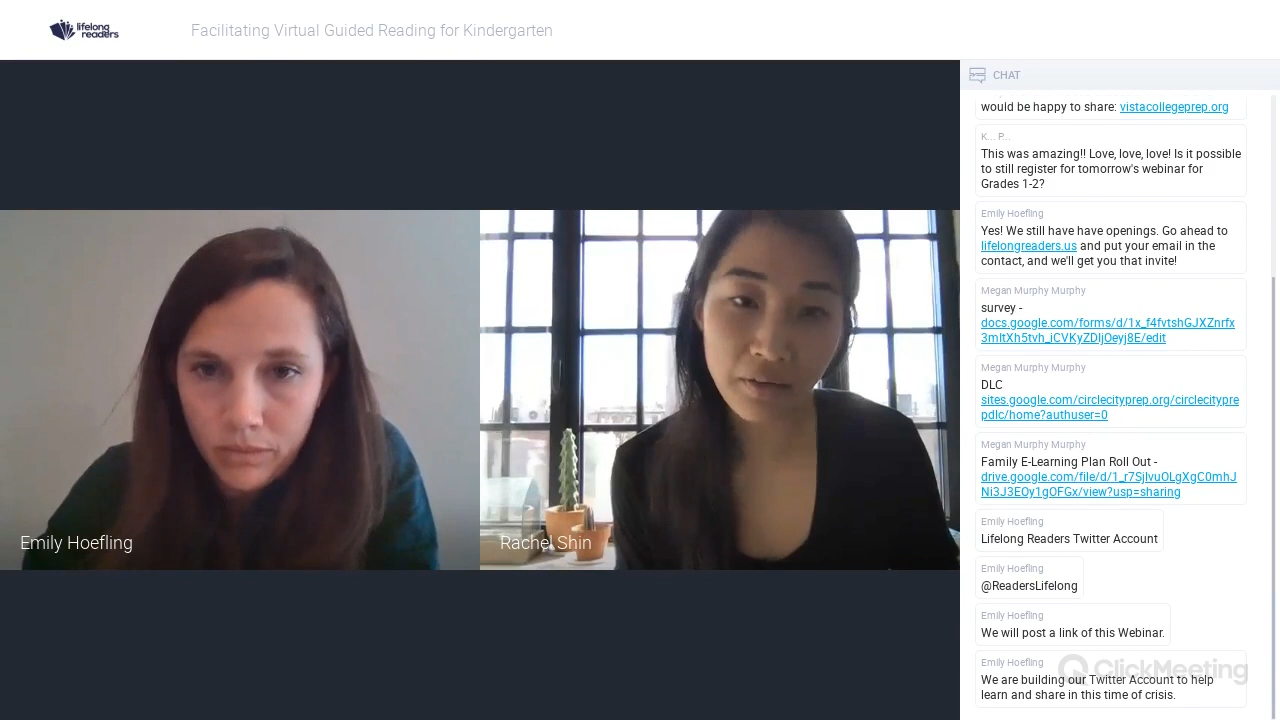 lifelong
readers
Facilitating Virtual Guided Reading for Kindergarten
CHAT
would be happy to share: vistacollegeprep.org
K... P...
This was amazing!! Love, love, love! Is it possible
to still register for tomorrow's webinar for
Grades 1-2?
Emily Hoefling
Yes! We still have have openings. Go ahead to
lifelongreaders.us and put your email in the
contact, and we'll get you that invite!
Megan Murphy Murphy
survey -
docs.google.com/forms/d/1x_f4fvtshGJXZnrfx
3mItXh5tvh_iCVKyZDIjOeyj8E/edit
Megan Murphy Murphy
DLC
sites.google.com/circlecityprep.org/circlecitypre
pdlc/home?authuser=0
Megan Murphy Murphy
Family E-Learning Plan Roll Out -
drive.google.com/file/d/1_r7SjIvuOLgXgC0mhJ
Ni3J3EOy1gOFGx/view?usp=sharing
Emily Hoefling
Lifelong Readers Twitter Account
Emily Hoefling
@ReadersLifelong
Emily Hoefling
We will post a link of this Webinar.
Emily Hoefling
We are building our Twitter Account to help
learn and share in this time of crisis.
ClickMeeting
Emily Hoefling
Rachel Shin